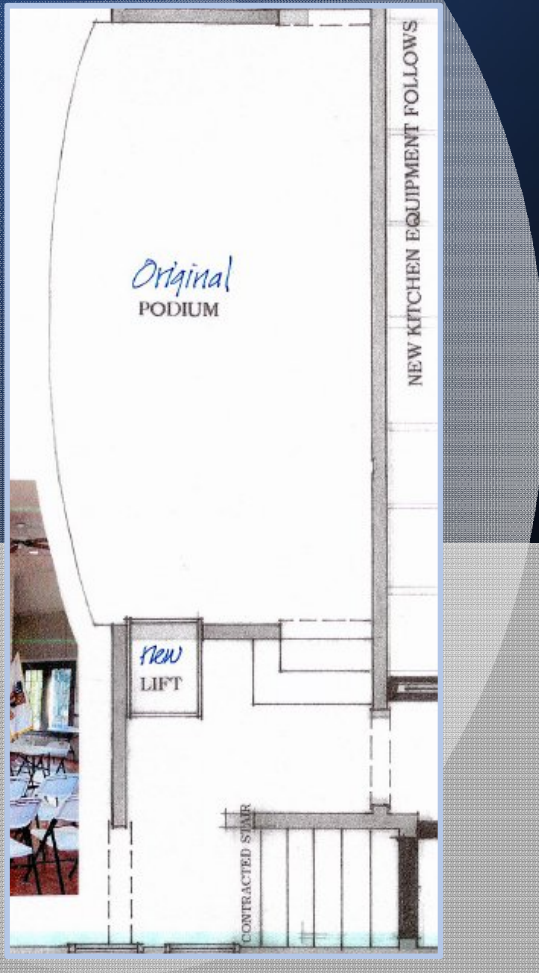 NEW KITCHEN EQUIPMENT FOLLOWS
Original
PODIUM
new
LIFT
CONTRACTED STAIR